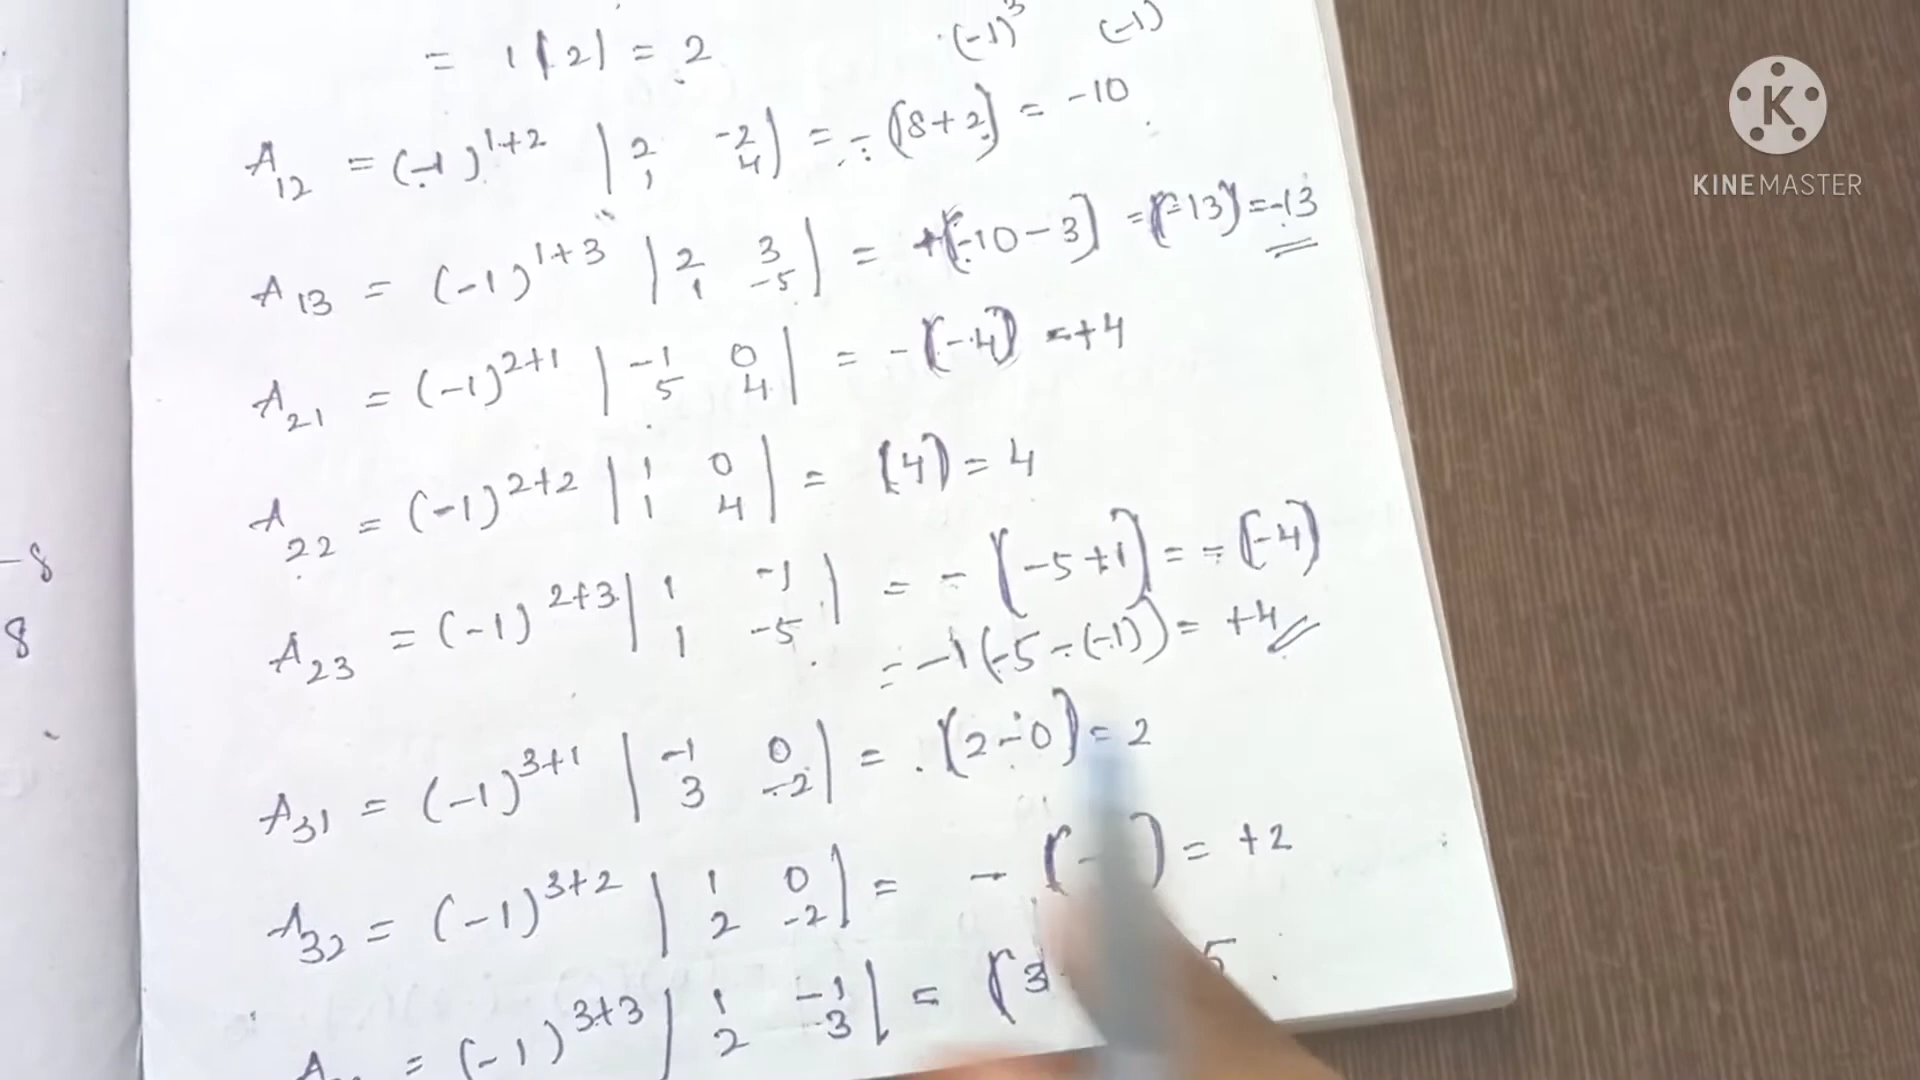 = 1(2) = 2 (-1)^3 (-1)
A12 = (-1)^1+2 | 2 -2 | = -(8+2) = -10
1 4
A13 = (-1)^1+3 | 2 3 | = +(-10-3) = (-13) = -13
1 -5
A21 = (-1)^2+1 | -1 0 | = -(-4) = +4
5 4
A22 = (-1)^2+2 | 1 0 | = (4) = 4
1 4
A23 = (-1)^2+3 | 1 -1 | = -(-5+1) = -(-4)
1 -5 = -1(-5-(-1)) = +4
A31 = (-1)^3+1 | -1 0 | = (2-0) = 2
3 -2
A32 = (-1)^3+2 | 1 0 | = -(- ) = +2
2 -2
= (-1)^3+3 | 1 -1 | = (3 5
2 3
-8
8
K
KINEMASTER